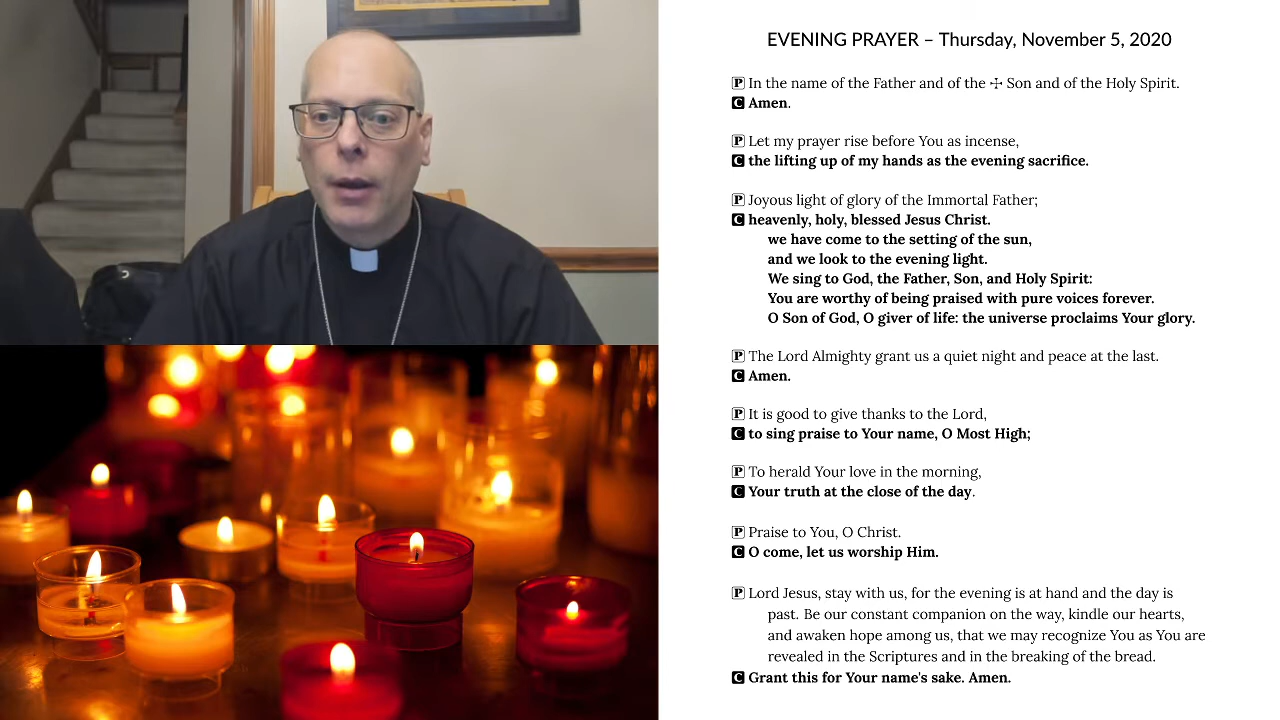 EVENING PRAYER – Thursday, November 5, 2020
P In the name of the Father and of the ☩ Son and of the Holy Spirit.
C Amen.
P Let my prayer rise before You as incense,
C the lifting up of my hands as the evening sacrifice.
P Joyous light of glory of the Immortal Father;
C heavenly, holy, blessed Jesus Christ.
we have come to the setting of the sun,
and we look to the evening light.
We sing to God, the Father, Son, and Holy Spirit:
You are worthy of being praised with pure voices forever.
O Son of God, O giver of life: the universe proclaims Your glory.
P The Lord Almighty grant us a quiet night and peace at the last.
C Amen.
P It is good to give thanks to the Lord,
C to sing praise to Your name, O Most High;
P To herald Your love in the morning,
C Your truth at the close of the day.
P Praise to You, O Christ.
C O come, let us worship Him.
P Lord Jesus, stay with us, for the evening is at hand and the day is
past. Be our constant companion on the way, kindle our hearts,
and awaken hope among us, that we may recognize You as You are
revealed in the Scriptures and in the breaking of the bread.
C Grant this for Your name's sake. Amen.